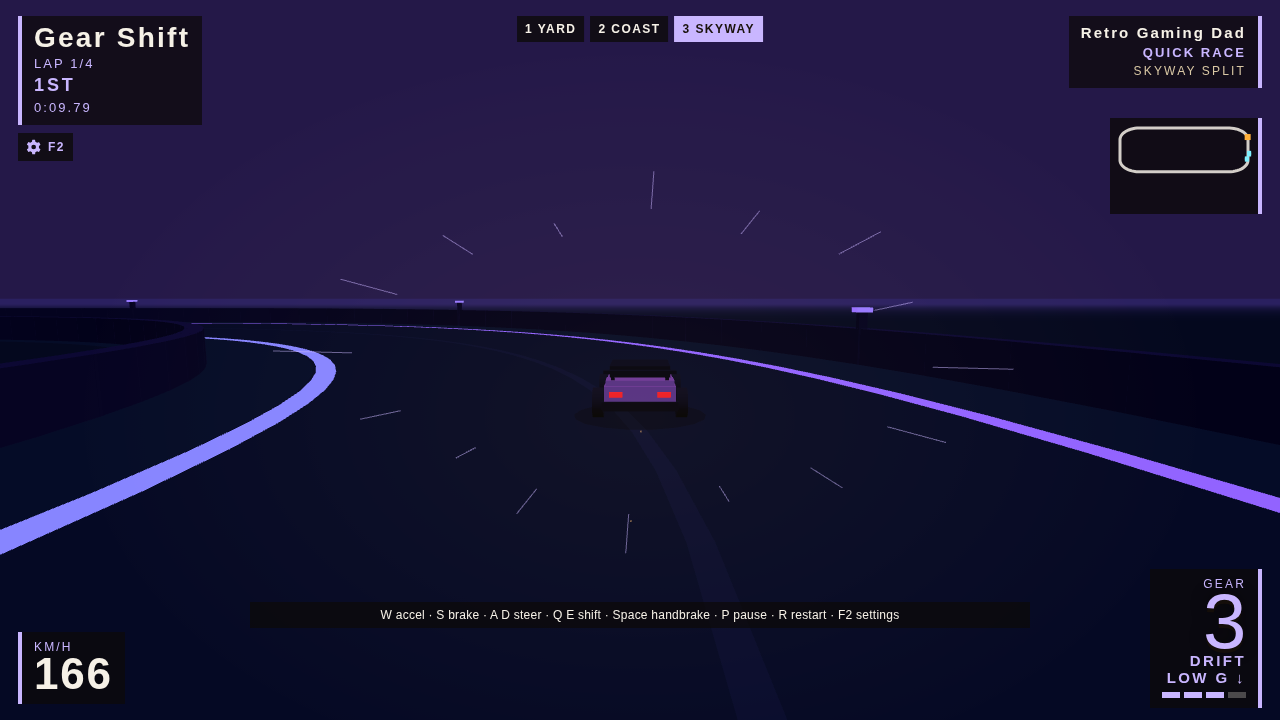 Gear Shift
LAP 1/4
1ST
0:09.79
F2
1 YARD
2 COAST
3 SKYWAY
Retro Gaming Dad
QUICK RACE
SKYWAY SPLIT
W accel · S brake · A D steer · Q E shift · Space handbrake · P pause · R restart · F2 settings
KM/H
166
GEAR
3
DRIFT
LOW G ↓